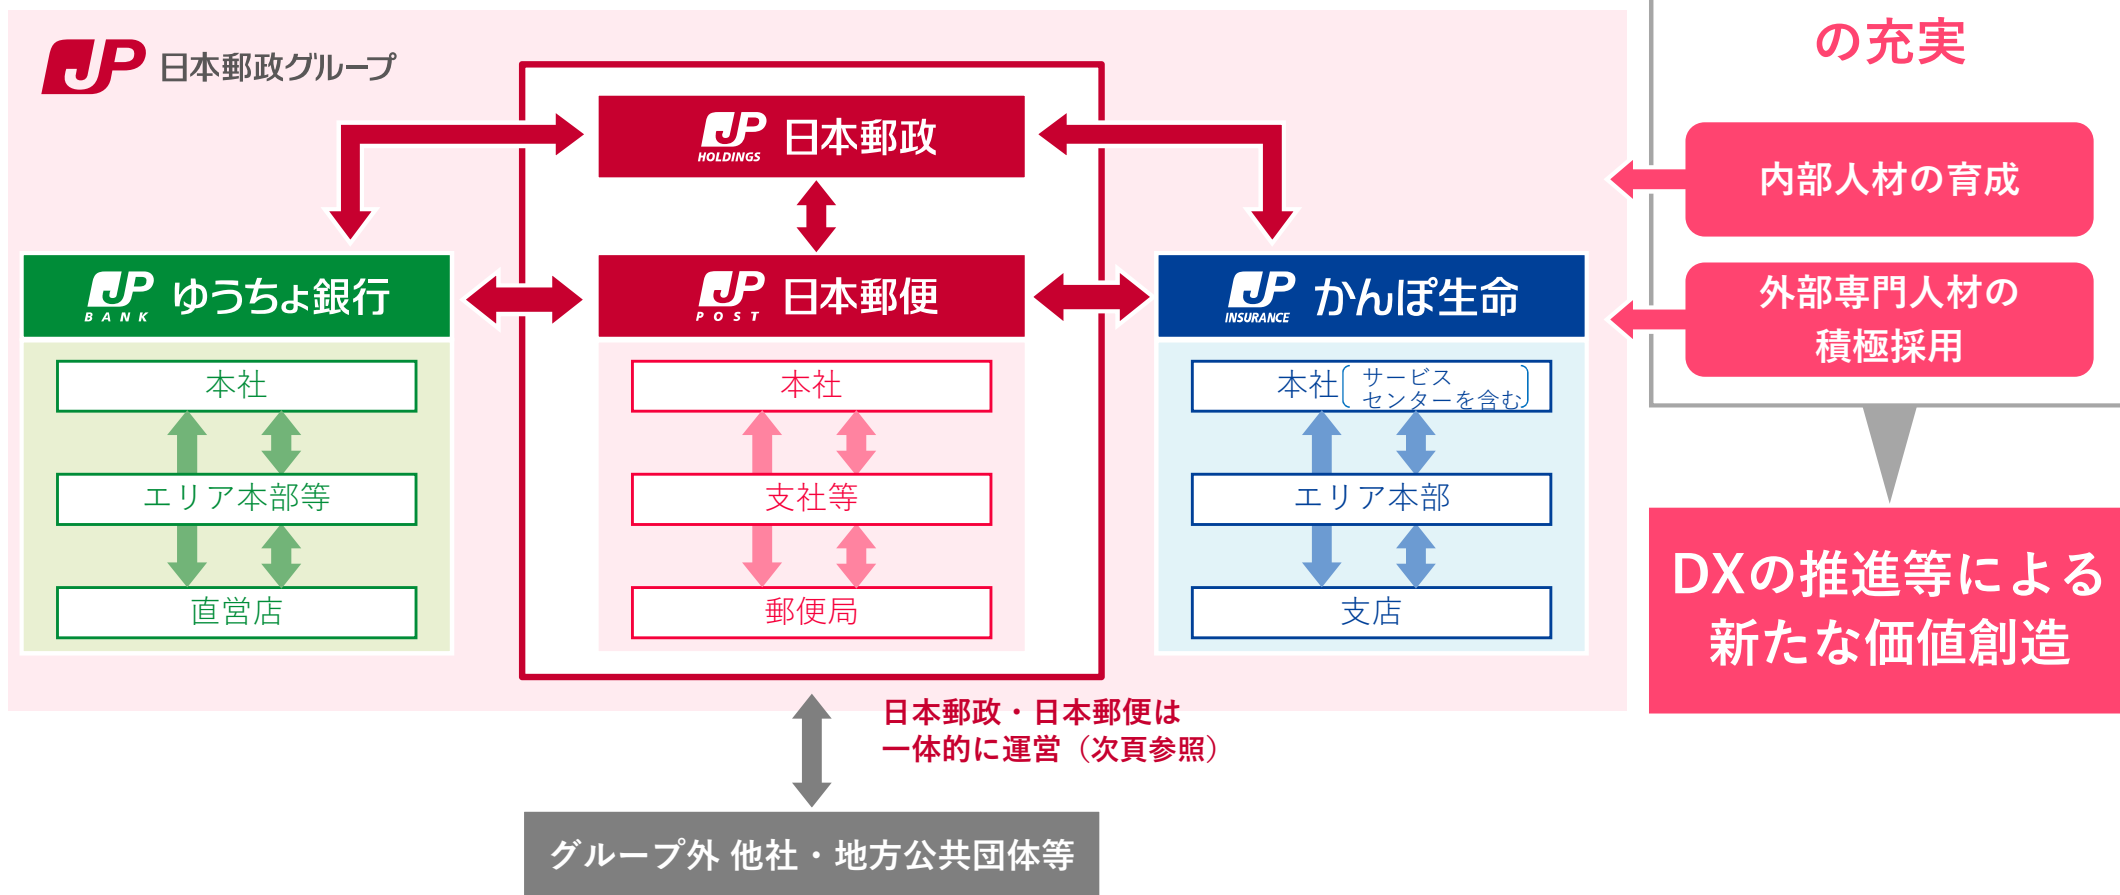 JP 日本郵政グループ
JP HOLDINGS 日本郵政
JP BANK ゆうちょ銀行
本社
エリア本部等
直営店
JP POST 日本郵便
本社
支社等
郵便局
JP INSURANCE かんぽ生命
本社〔サービス
センターを含む〕
エリア本部
支店
日本郵政・日本郵便は
一体的に運営（次頁参照）
グループ外 他社・地方公共団体等
の充実
内部人材の育成
外部専門人材の
積極採用
DXの推進等による
新たな価値創造